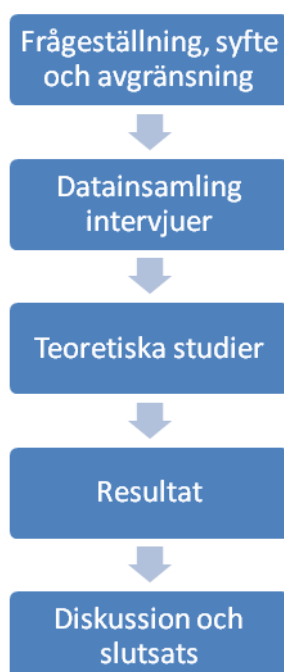 Frågeställning, syfte
och avgränsning
Datainsamling
intervjuer
Teoretiska studier
Resultat
Diskussion och
slutsats